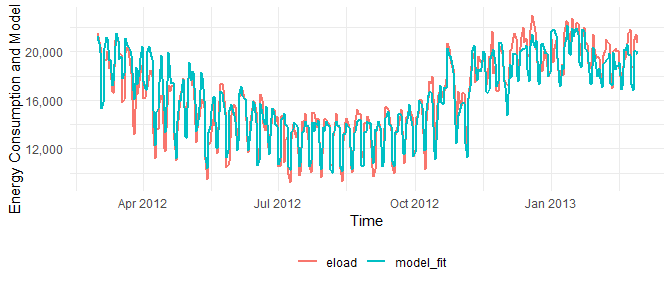 Energy Consumption and Model
20,000
16,000
12,000
Apr 2012 Jul 2012 Oct 2012 Jan 2013
Time
eload model_fit